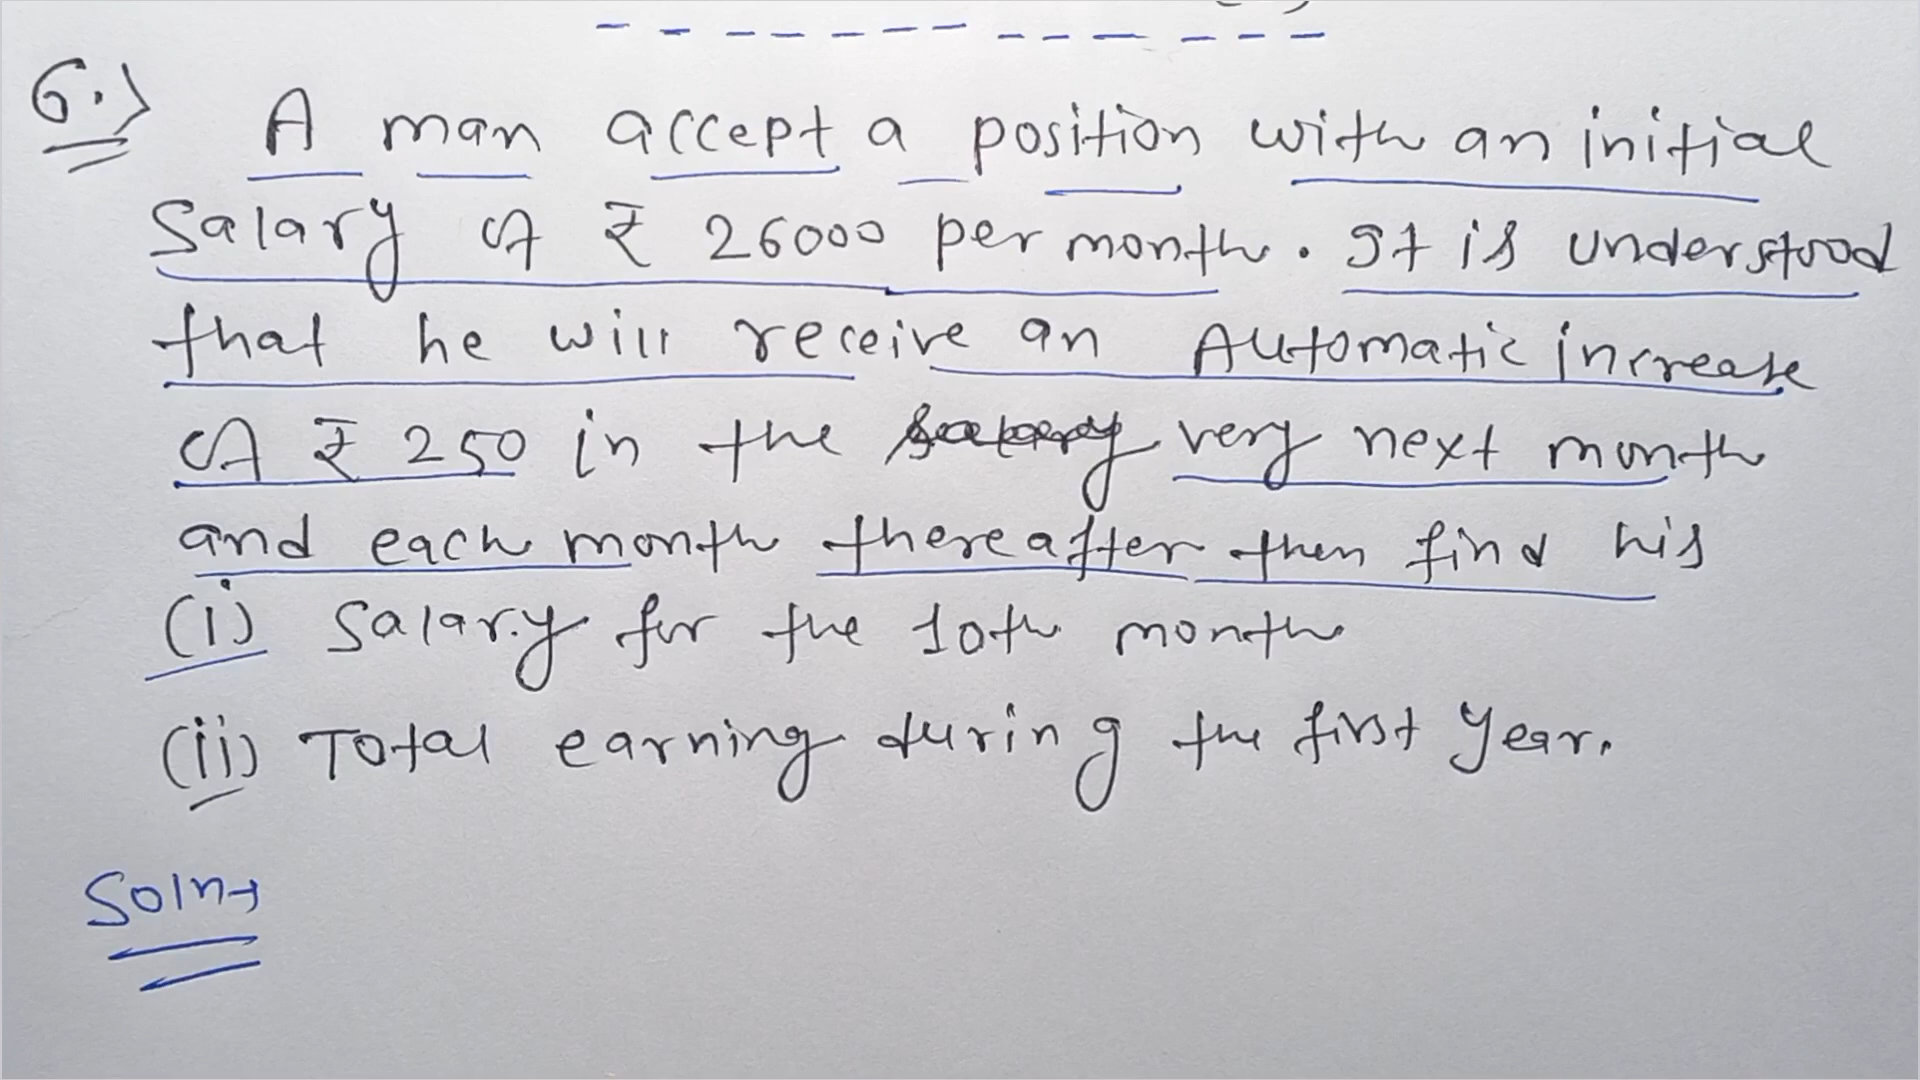 6.)
A man accept a position with an initial
Salary of ₹ 26000 per month. It is understood
that he will receive an Automatic increase
of ₹ 250 in the very next month
and each month thereafter then find his
(i) Salary for the 10th month
(ii) Total earning during the first Year.
Soln→